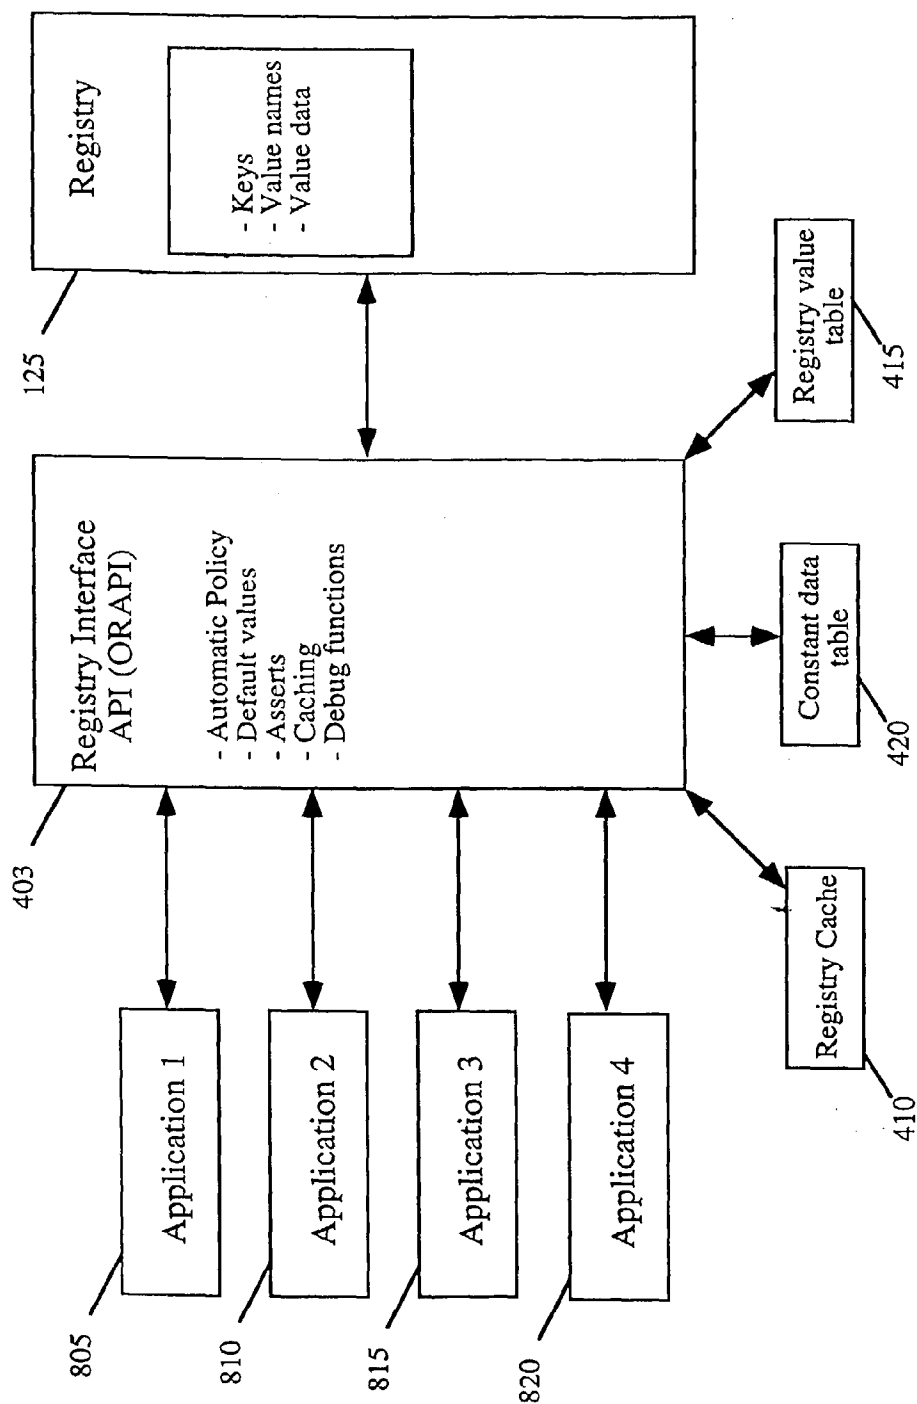 805
Application 1
810
Application 2
815
Application 3
820
Application 4
403
Registry Interface
API (ORAPI)
- Automatic Policy
- Default values
- Asserts
- Caching
- Debug functions
125
Registry
- Keys
- Value names
- Value data
Registry Cache
410
Constant data
table
420
Registry value
table
415